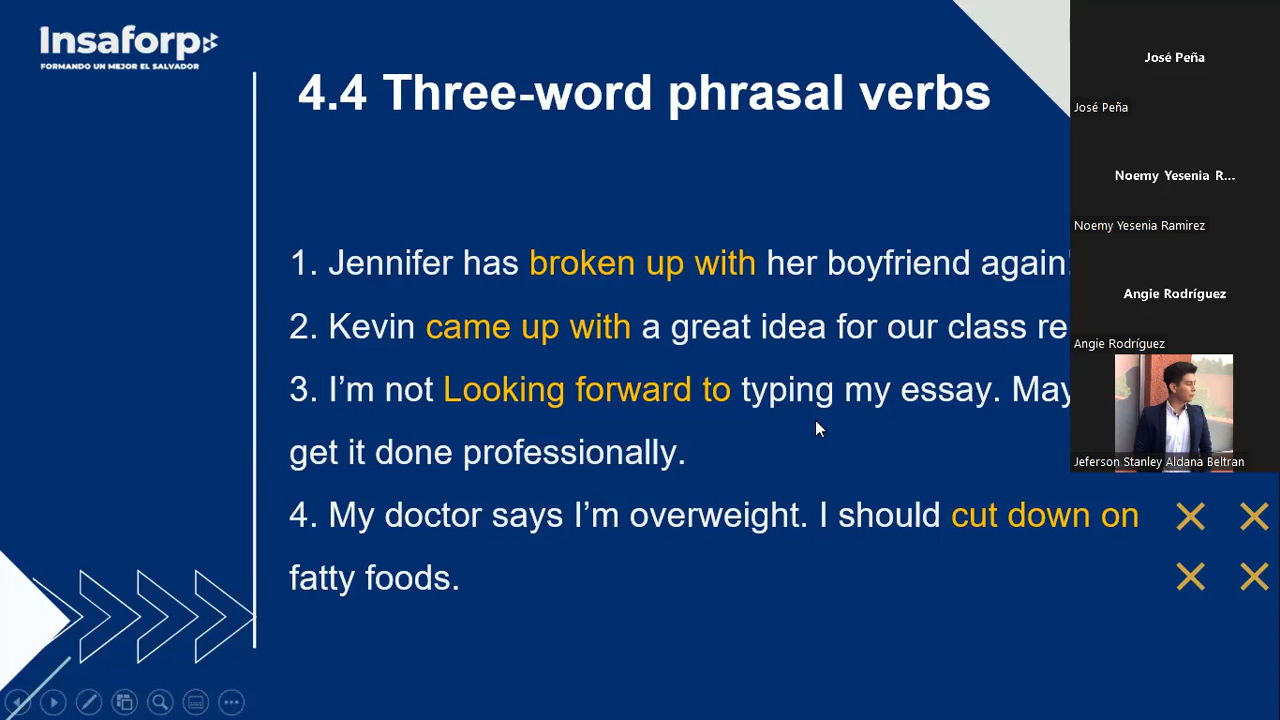 Insaforp
FORMANDO UN MEJOR EL SALVADOR
4.4 Three-word phrasal verbs
1. Jennifer has broken up with her boyfriend again!
2. Kevin came up with a great idea for our class re
3. I’m not Looking forward to typing my essay. May
get it done professionally.
4. My doctor says I’m overweight. I should cut down on
fatty foods.
José Peña
José Peña
Noemy Yesenia R...
Noemy Yesenia Ramirez
Angie Rodríguez
Angie Rodríguez
Jeferson Stanley Aldana Beltran